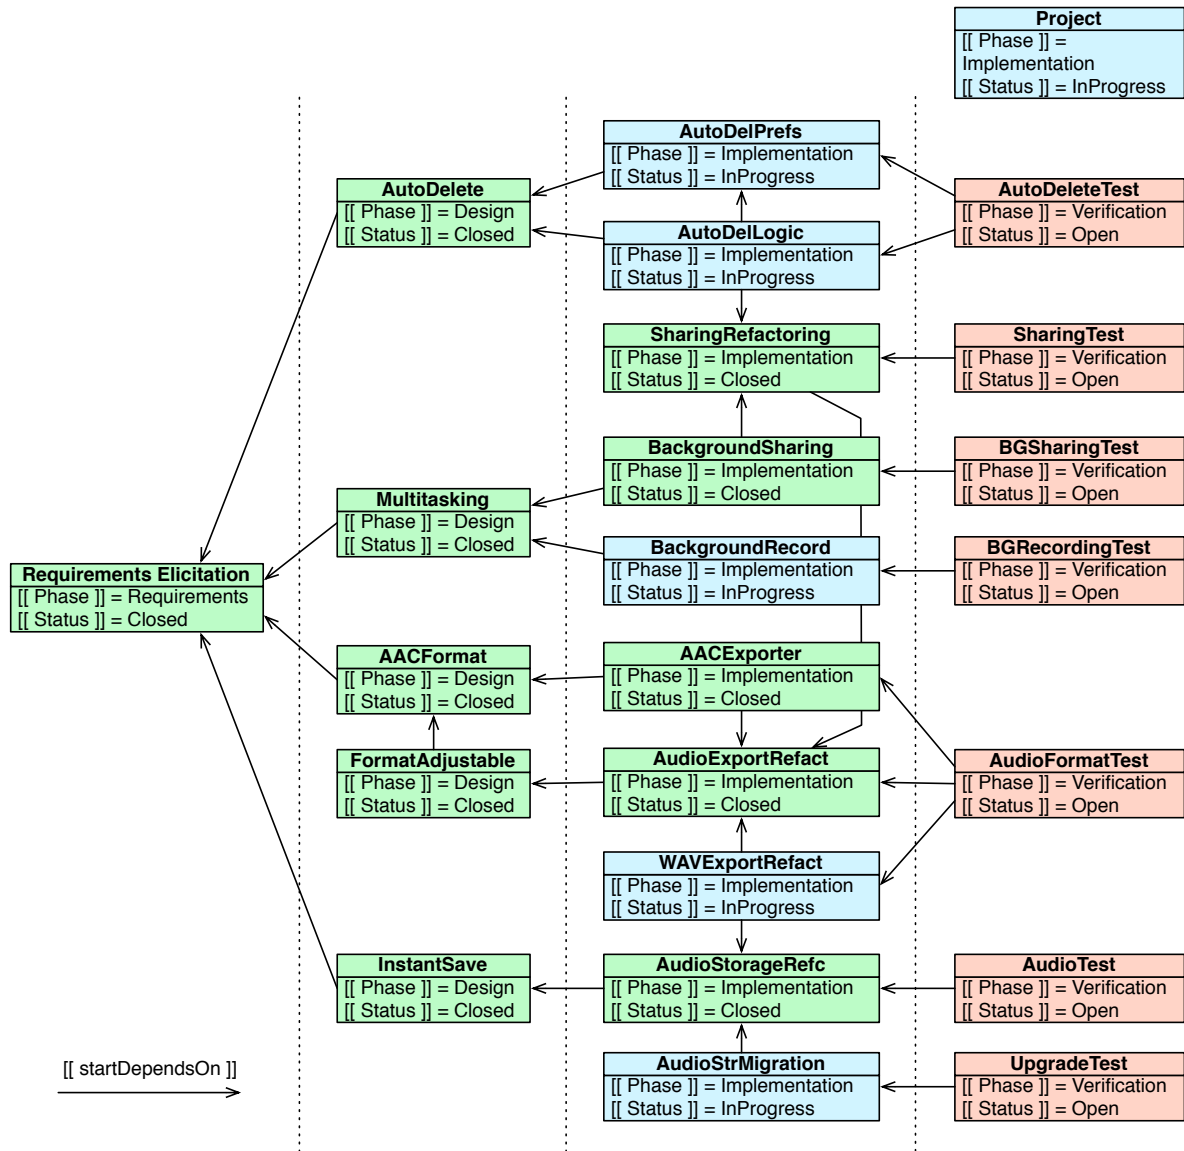 Project
[[ Phase ]] =
Implementation
[[ Status ]] = InProgress
AutoDelPrefs
[[ Phase ]] = Implementation
[[ Status ]] = InProgress
AutoDelete
[[ Phase ]] = Design
[[ Status ]] = Closed
AutoDeleteTest
[[ Phase ]] = Verification
[[ Status ]] = Open
AutoDelLogic
[[ Phase ]] = Implementation
[[ Status ]] = InProgress
SharingRefactoring
[[ Phase ]] = Implementation
[[ Status ]] = Closed
SharingTest
[[ Phase ]] = Verification
[[ Status ]] = Open
BackgroundSharing
[[ Phase ]] = Implementation
[[ Status ]] = Closed
BGSharingTest
[[ Phase ]] = Verification
[[ Status ]] = Open
Multitasking
[[ Phase ]] = Design
[[ Status ]] = Closed
BackgroundRecord
[[ Phase ]] = Implementation
[[ Status ]] = InProgress
BGRecordingTest
[[ Phase ]] = Verification
[[ Status ]] = Open
Requirements Elicitation
[[ Phase ]] = Requirements
[[ Status ]] = Closed
AACFormat
[[ Phase ]] = Design
[[ Status ]] = Closed
AACExporter
[[ Phase ]] = Implementation
[[ Status ]] = Closed
FormatAdjustable
[[ Phase ]] = Design
[[ Status ]] = Closed
AudioExportRefact
[[ Phase ]] = Implementation
[[ Status ]] = Closed
AudioFormatTest
[[ Phase ]] = Verification
[[ Status ]] = Open
WAVExportRefact
[[ Phase ]] = Implementation
[[ Status ]] = InProgress
InstantSave
[[ Phase ]] = Design
[[ Status ]] = Closed
AudioStorageRefc
[[ Phase ]] = Implementation
[[ Status ]] = Closed
AudioTest
[[ Phase ]] = Verification
[[ Status ]] = Open
[[ startDependsOn ]]
AudioStrMigration
[[ Phase ]] = Implementation
[[ Status ]] = InProgress
UpgradeTest
[[ Phase ]] = Verification
[[ Status ]] = Open